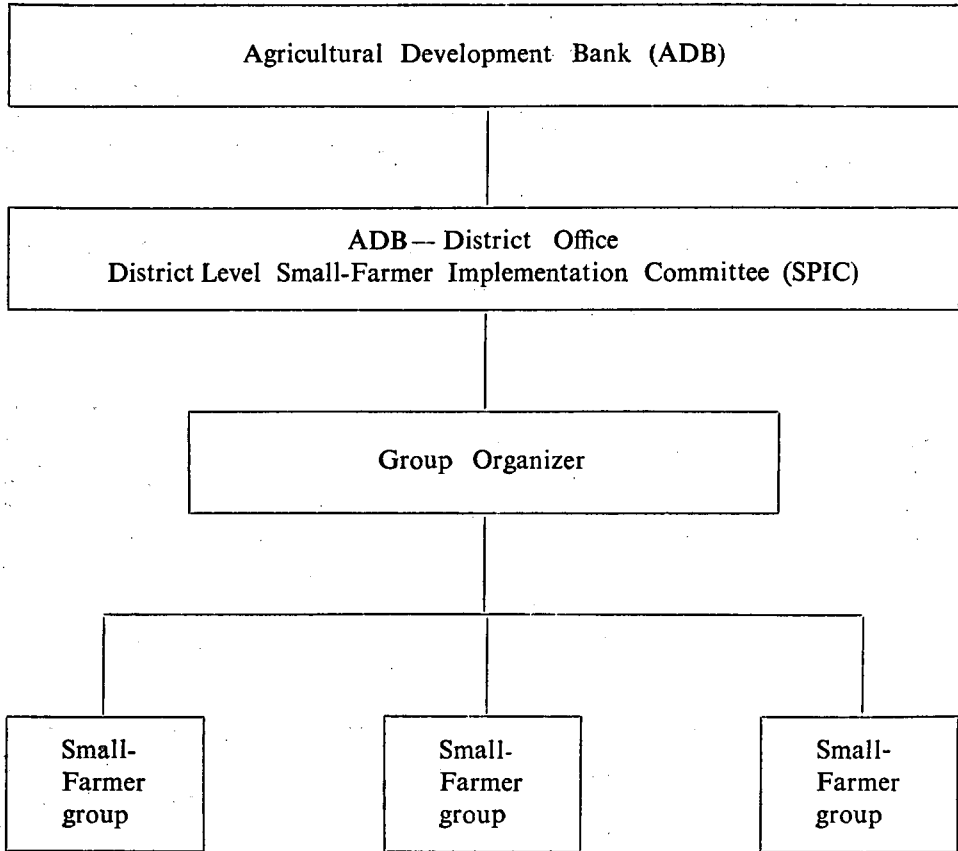 Agricultural Development Bank (ADB)
ADB — District Office
District Level Small-Farmer Implementation Committee (SPIC)
Group Organizer
Small-
Farmer
group
Small-
Farmer
group
Small-
Farmer
group